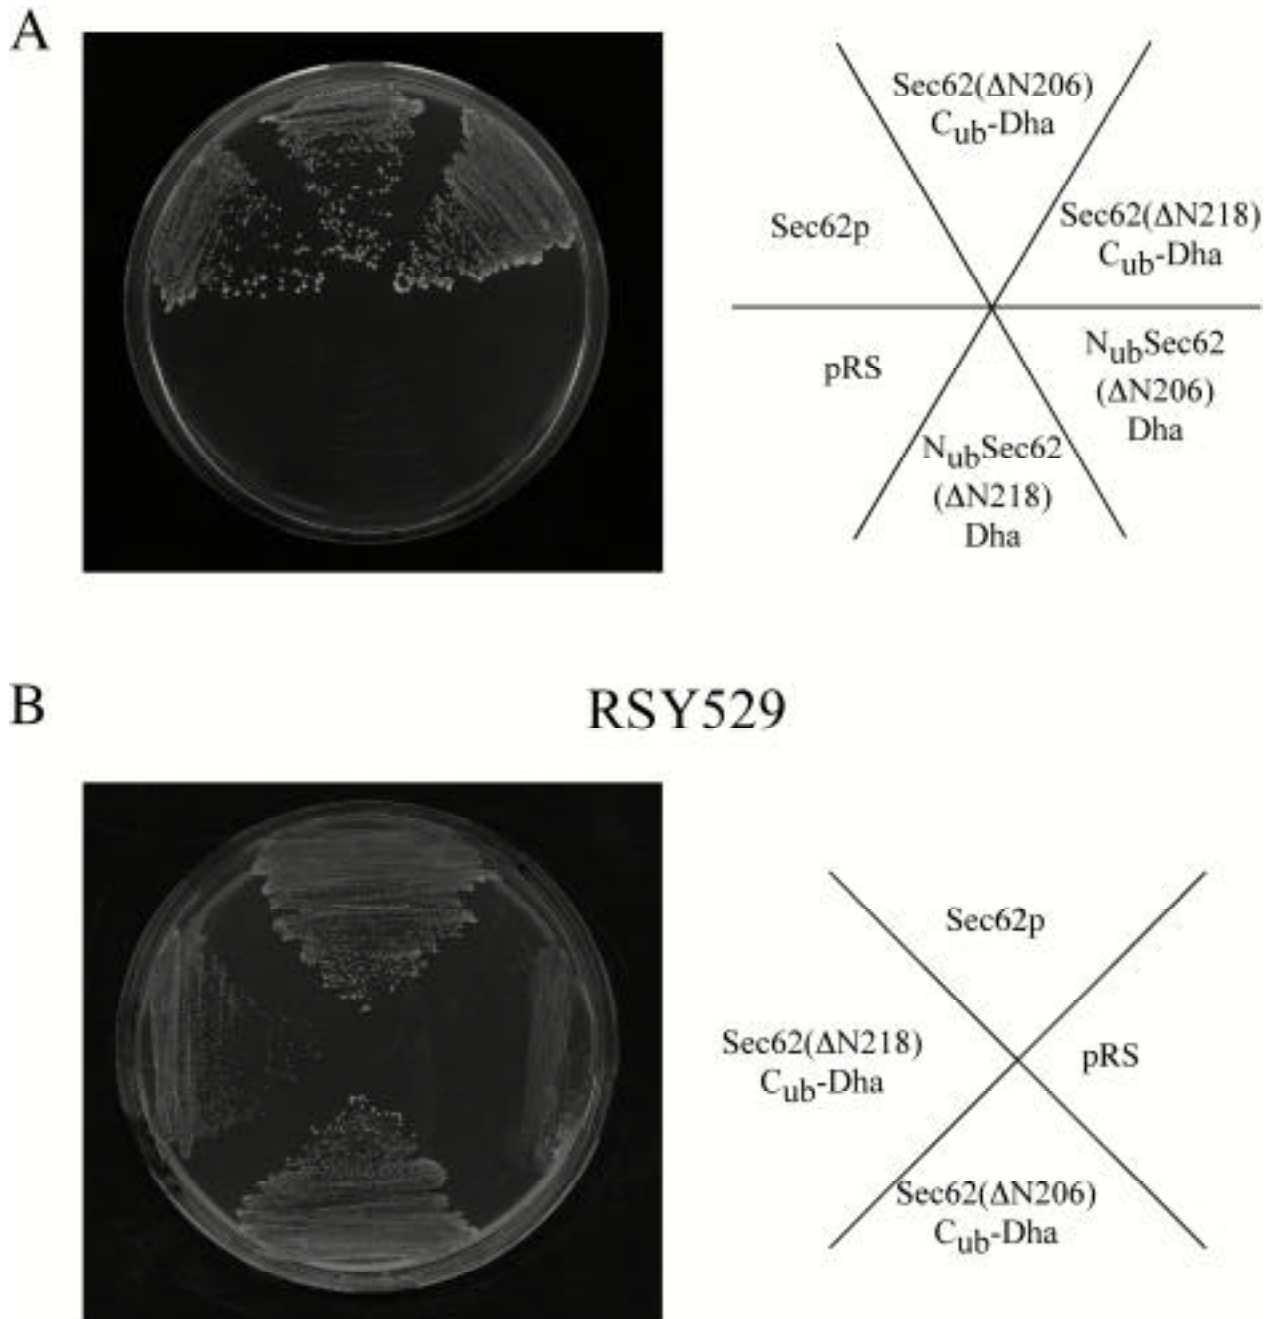 A
Sec62(ΔN206)
Cub-Dha
Sec62p
Sec62(ΔN218)
Cub-Dha
pRS
NubSec62
(ΔN206)
Dha
NubSec62
(ΔN218)
Dha
B
RSY529
Sec62p
Sec62(ΔN218)
Cub-Dha
pRS
Sec62(ΔN206)
Cub-Dha